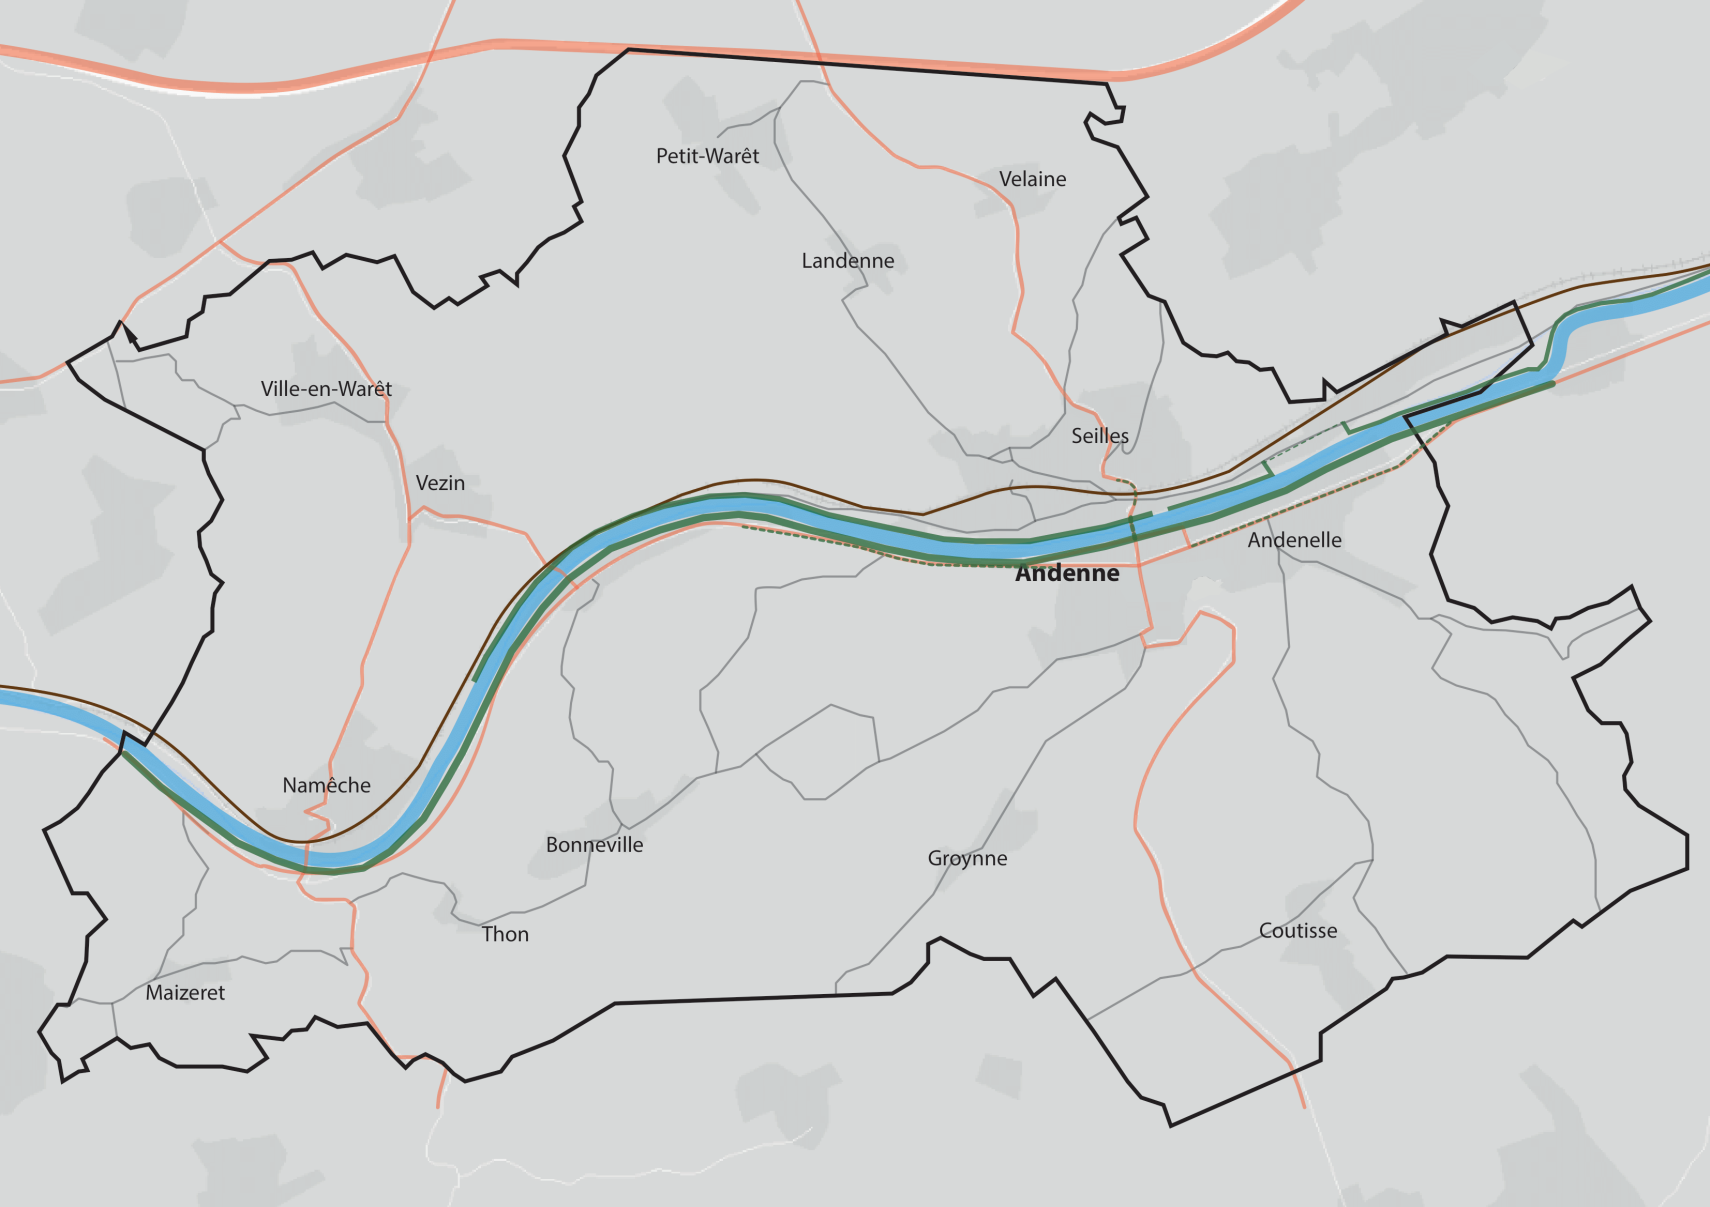 Petit-Warêt
Velaine
Landenne
Ville-en-Warêt
Seilles
Vezin
Andenelle
Andenne
Namêche
Bonneville
Groynne
Thon
Coutisse
Maizeret